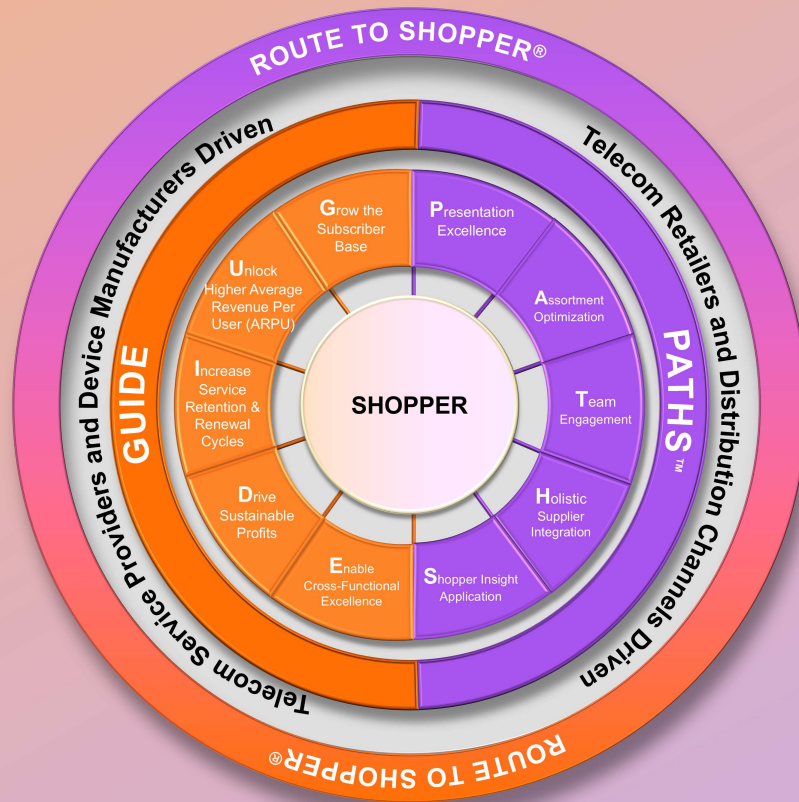 ROUTE TO SHOPPER®
Telecom Service Providers and Device Manufacturers Driven
Telecom Retailers and Distribution Channels Driven
GUIDE
PATHS™
Grow the
Subscriber
Base
Unlock
Higher Average
Revenue Per
User (ARPU)
Increase
Service
Retention &
Renewal
Cycles
Drive
Sustainable
Profits
Enable
Cross-Functional
Excellence
Presentation
Excellence
Assortment
Optimization
Team
Engagement
Holistic
Supplier
Integration
Shopper Insight
Application
SHOPPER
ROUTE TO SHOPPER®